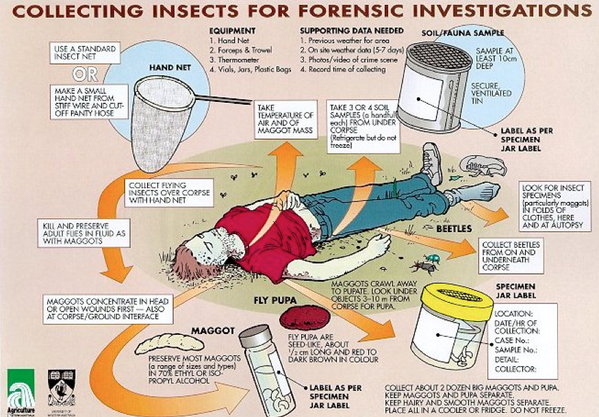 COLLECTING INSECTS FOR FORENSIC INVESTIGATIONS
EQUIPMENT
1. Hand Net
2. Forceps & Trowel
3. Thermometer
4. Vials, Jars, Plastic Bags
SUPPORTING DATA NEEDED
1. Previous weather for area
2. On site weather data (5-7 days)
3. Photos/video of crime scene
4. Record time of collecting
SOIL/FAUNA SAMPLE
SAMPLE AT
LEAST 10cm
DEEP
SECURE,
VENTILATED
TIN
LABEL AS PER
SPECIMEN
JAR LABEL
USE A STANDARD
INSECT NET
OR
MAKE A SMALL
HAND NET FROM
STIFF WIRE AND CUT-
OFF PANTY HOSE
HAND NET
TAKE
TEMPERATURE
OF AIR AND OF
MAGGOT MASS
TAKE 3 OR 4 SOIL
SAMPLES (a handful
each) FROM UNDER
CORPSE
(Refrigerate but do not
freeze)
COLLECT FLYING
INSECTS OVER CORPSE
WITH HAND NET
KILL AND PRESERVE
ADULT FLIES IN FLUID AS
WITH MAGGOTS
LOOK FOR INSECT
SPECIMENS
(particularly maggots)
IN FOLDS OF
CLOTHES, HERE
AND AT AUTOPSY
BEETLES
COLLECT BEETLES
FROM ON AND
UNDERNEATH
CORPSE
MAGGOTS CONCENTRATE IN HEAD
OR OPEN WOUNDS FIRST — ALSO
AT CORPSE/GROUND INTERFACE
MAGGOT
PRESERVE MOST MAGGOTS
(a range of sizes and types)
IN 70% ETHYL OR ISO-
PROPYL ALCOHOL
FLY PUPA
FLY PUPA ARE
SEED-LIKE, ABOUT
½ cm LONG AND RED TO
DARK BROWN IN COLOUR
MAGGOTS CRAWL AWAY
TO PUPATE. LOOK UNDER
OBJECTS 3–10 m FROM
CORPSE FOR PUPA.
LABEL AS PER
SPECIMEN
JAR LABEL
SPECIMEN
JAR LABEL
LOCATION:
DATE/HR OF
COLLECTION:
CASE No.:
SAMPLE No.:
DETAIL:
COLLECTOR:
COLLECT ABOUT 2 DOZEN BIG MAGGOTS AND PUPA.
KEEP MAGGOTS AND PUPA SEPARATE.
KEEP HAIRY AND SMOOTH MAGGOTS SEPARATE.
PLACE ALL IN A COOLER OR FRIDGE. DO NOT FREEZE.
Agriculture